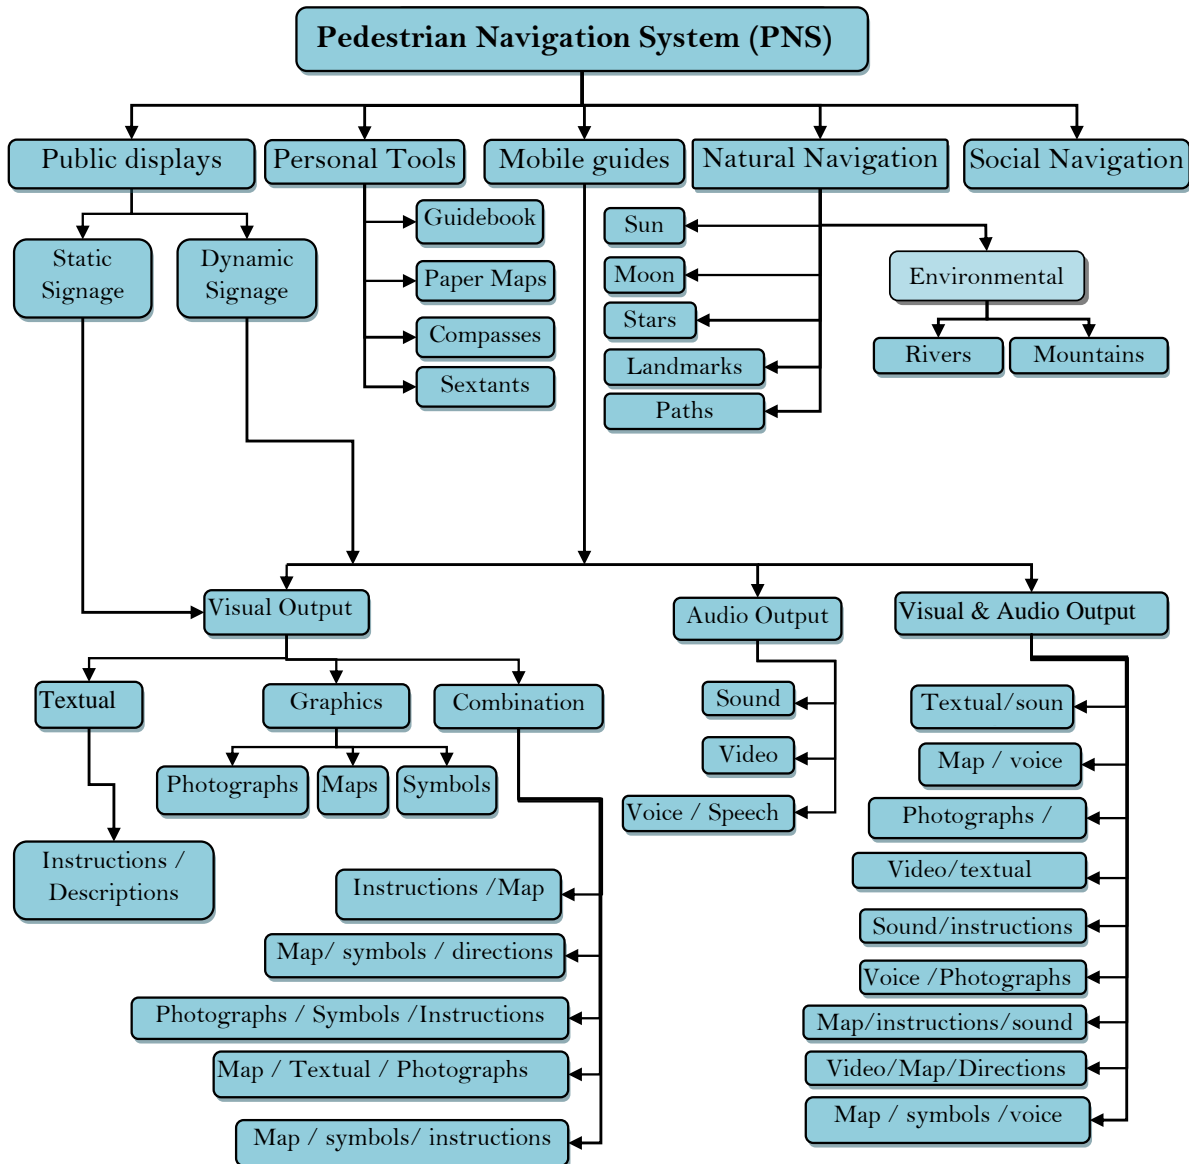 Pedestrian Navigation System (PNS)
Public displays
Personal Tools
Mobile guides
Natural Navigation
Social Navigation
Static
Signage
Dynamic
Signage
Guidebook
Paper Maps
Compasses
Sextants
Sun
Moon
Stars
Landmarks
Paths
Environmental
Rivers
Mountains
Visual Output
Audio Output
Visual & Audio Output
Textual
Graphics
Combination
Photographs
Maps
Symbols
Instructions /
Descriptions
Instructions /Map
Map/ symbols / directions
Photographs / Symbols /Instructions
Map / Textual / Photographs
Map / symbols/ instructions
Sound
Video
Voice / Speech
Textual/soun
Map / voice
Photographs /
Video/textual
Sound/instructions
Voice /Photographs
Map/instructions/sound
Video/Map/Directions
Map / symbols /voice